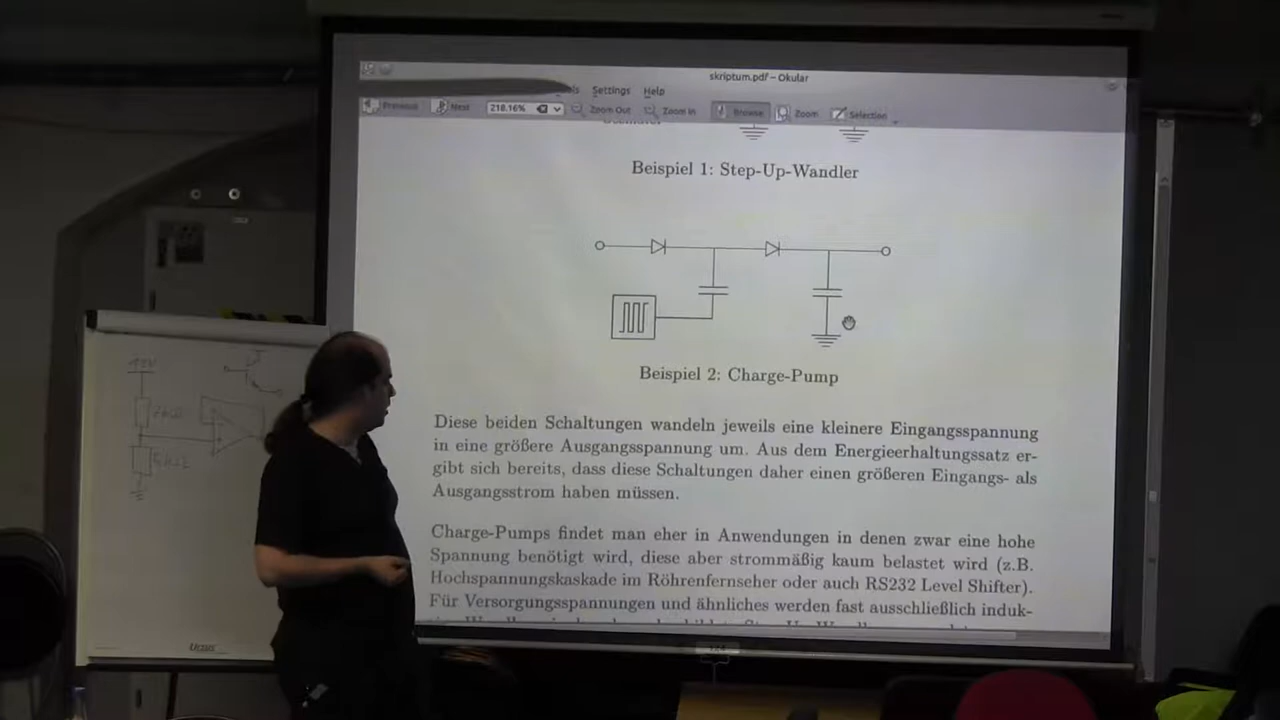 skriptum.pdf – Okular
Settings Help
Previous Next 218.16% Zoom Out Zoom In Browse Zoom Selection
Beispiel 1: Step-Up-Wandler
Beispiel 2: Charge-Pump
Diese beiden Schaltungen wandeln jeweils eine kleinere Eingangsspannung
in eine größere Ausgangsspannung um. Aus dem Energieerhaltungssatz er-
gibt sich bereits, dass diese Schaltungen daher einen größeren Eingangs- als
Ausgangsstrom haben müssen.
Charge-Pumps findet man eher in Anwendungen in denen zwar eine hohe
Spannung benötigt wird, diese aber strommäßig kaum belastet wird (z.B.
Hochspannungskaskade im Röhrenfernseher oder auch RS232 Level Shifter).
Für Versorgungsspannungen und ähnliches werden fast ausschließlich induk-